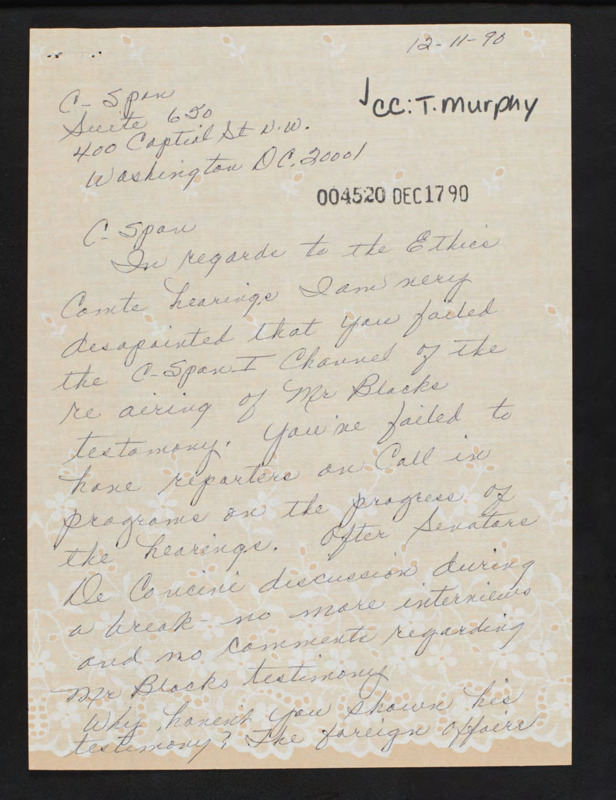 12-11-90
C-Span
Suite 650
400 Captial St N.W.
Washington DC. 20001
√CC: T. Murphy
004520 DEC 17 90
C-Span
In regards to the Ethics
Comte hearings I am very
desapointed that you failed
the C-Span I Channel of the
re airing of Mr Blacks
testamony. You've failed to
have reporters on Call in
programs on the progress of
the hearings. After Senators
De Concini discussion during
a break - no more interviews
and no comments regarding
Mr Blacks testimony
Why haven't you shown his
testimony? The foreign affairs